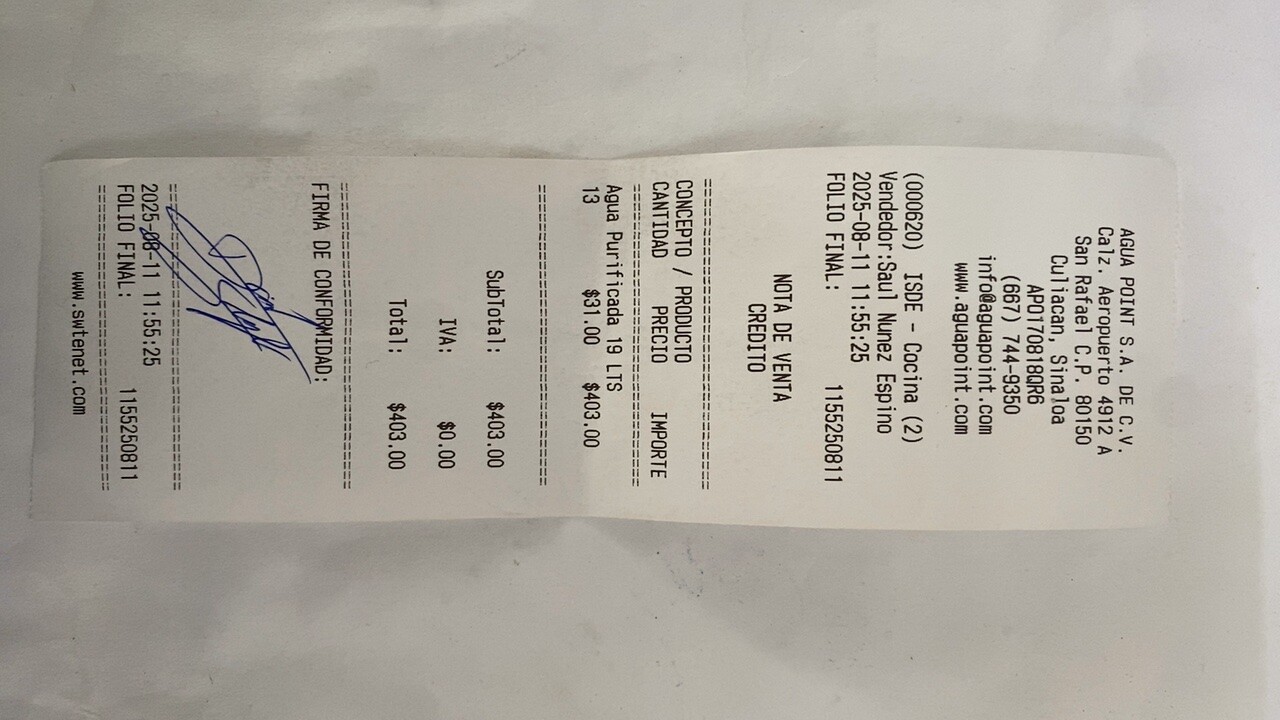 AGUA POINT S.A. DE C.V.
Calz. Aeropuerto 4912 A
San Rafael C.P. 80150
Culiacan, Sinaloa
APO170818QR6
(667) 744-9350
info@aguapoint.com
www.aguapoint.com
(000620) ISDE - Cocina (2)
Vendedor:Saul Nunez Espino
2025-08-11 11:55:25
FOLIO FINAL: 1155250811
NOTA DE VENTA
CREDITO
CONCEPTO / PRODUCTO
CANTIDAD PRECIO IMPORTE
Agua Purificada 19 LTS
13 $31.00 $403.00
SubTotal: $403.00
IVA: $0.00
Total: $403.00
FIRMA DE CONFORMIDAD:
2025-08-11 11:55:25
FOLIO FINAL: 1155250811
www.swtenet.com